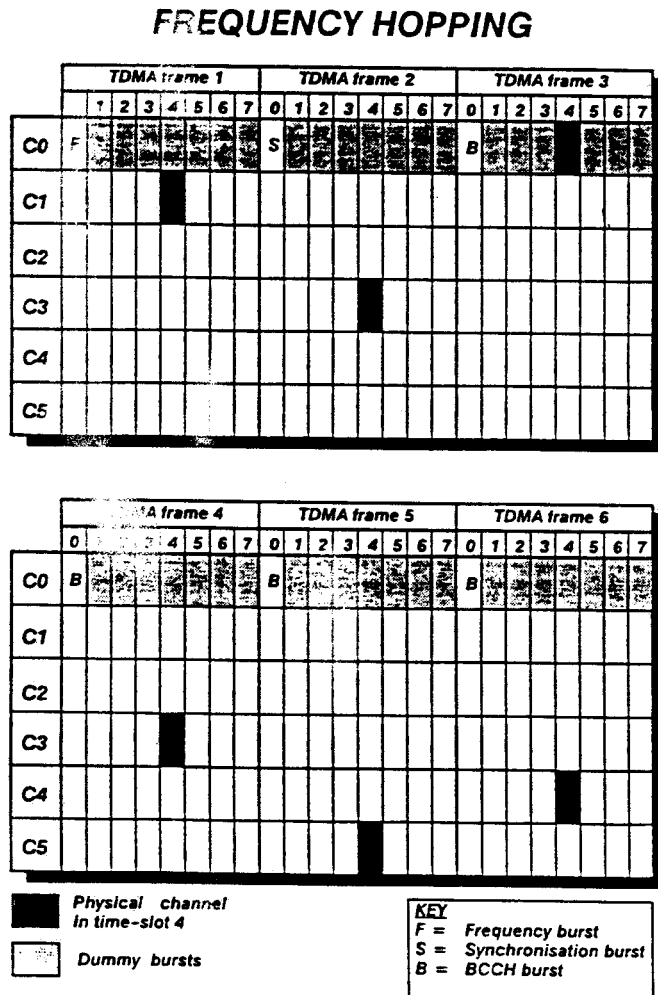 FREQUENCY HOPPING
TDMA frame 1 TDMA frame 2 TDMA frame 3
1 2 3 4 5 6 7 0 1 2 3 4 5 6 7 0 1 2 3 4 5 6 7
C0 F S B
C1
C2
C3
C4
C5
TDMA frame 4 TDMA frame 5 TDMA frame 6
0 2 3 4 5 6 7 0 1 2 3 4 5 6 7 0 1 2 3 4 5 6 7
C0 B B B
C1
C2
C3
C4
C5
Physical channel
In time-slot 4
Dummy bursts
KEY
F = Frequency burst
S = Synchronisation burst
B = BCCH burst